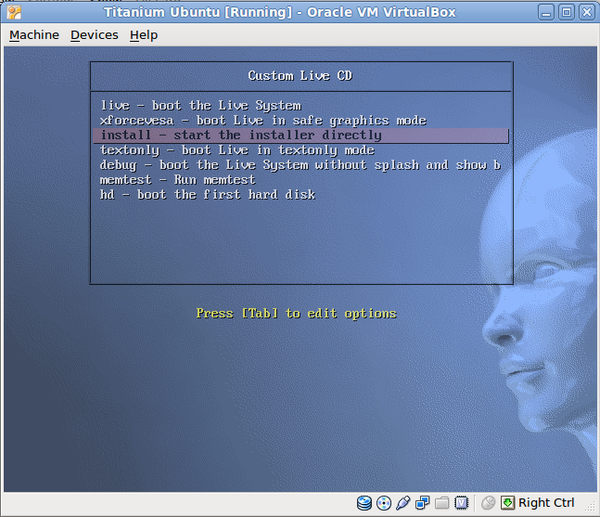 Titanium Ubuntu [Running] - Oracle VM VirtualBox
Machine Devices Help
Custom Live CD
live - boot the Live System
xforcevesa - boot Live in safe graphics mode
install - start the installer directly
textonly - boot Live in textonly mode
debug - boot the Live System without splash and show b
memtest - Run memtest
hd - boot the first hard disk
Press [Tab] to edit options
Right Ctrl